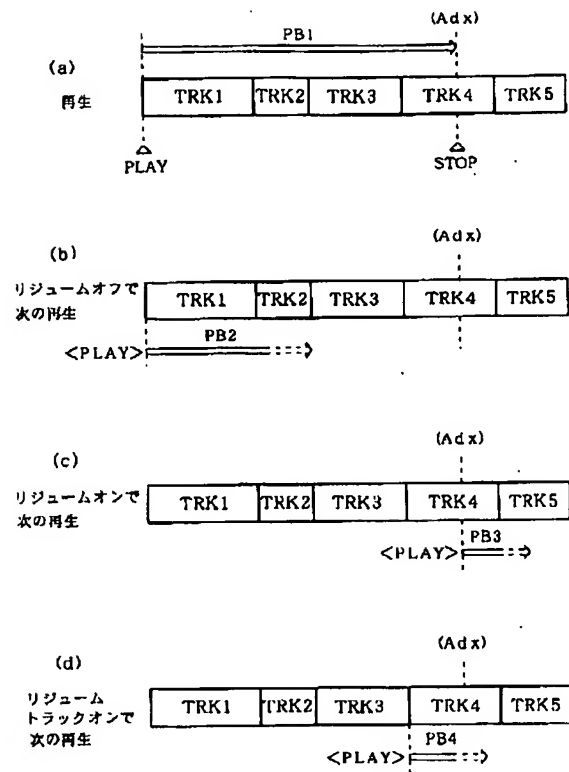 (Adx)
PB1
(a)
再生
TRK1 TRK2 TRK3 TRK4 TRK5
PLAY STOP
(Adx)
(b)
リジュームオフで
次の再生
TRK1 TRK2 TRK3 TRK4 TRK5
<PLAY> PB2
(Adx)
(c)
リジュームオンで
次の再生
TRK1 TRK2 TRK3 TRK4 TRK5
<PLAY> PB3
(Adx)
(d)
リジューム
トラックオンで
次の再生
TRK1 TRK2 TRK3 TRK4 TRK5
<PLAY> PB4